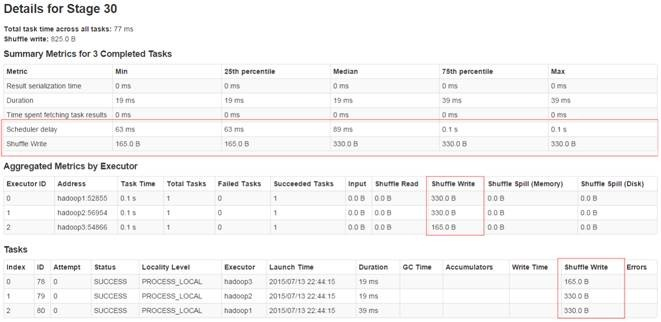 Details for Stage 30
Total task time across all tasks: 77 ms
Shuffle write: 825.0 B
Summary Metrics for 3 Completed Tasks
Metric Min 25th percentile Median 75th percentile Max
Result serialization time 0 ms 0 ms 0 ms 0 ms 0 ms
Duration 19 ms 19 ms 19 ms 39 ms 39 ms
Time spent fetching task results 0 ms 0 ms 0 ms 0 ms 0 ms
Scheduler delay 63 ms 63 ms 89 ms 0.1 s 0.1 s
Shuffle Write 165.0 B 165.0 B 330.0 B 330.0 B 330.0 B
Aggregated Metrics by Executor
Executor ID Address Task Time Total Tasks Failed Tasks Succeeded Tasks Input Shuffle Read Shuffle Write Shuffle Spill (Memory) Shuffle Spill (Disk)
0 hadoop1:52855 0.1 s 1 0 1 0.0 B 0.0 B 330.0 B 0.0 B 0.0 B
1 hadoop2:56954 0.1 s 1 0 1 0.0 B 0.0 B 330.0 B 0.0 B 0.0 B
2 hadoop3:54866 0.1 s 1 0 1 0.0 B 0.0 B 165.0 B 0.0 B 0.0 B
Tasks
Index ID Attempt Status Locality Level Executor Launch Time Duration GC Time Accumulators Write Time Shuffle Write Errors
0 78 0 SUCCESS PROCESS_LOCAL hadoop3 2015/07/13 22:44:15 19 ms 165.0 B
1 79 0 SUCCESS PROCESS_LOCAL hadoop2 2015/07/13 22:44:15 19 ms 330.0 B
2 80 0 SUCCESS PROCESS_LOCAL hadoop1 2015/07/13 22:44:15 39 ms 330.0 B